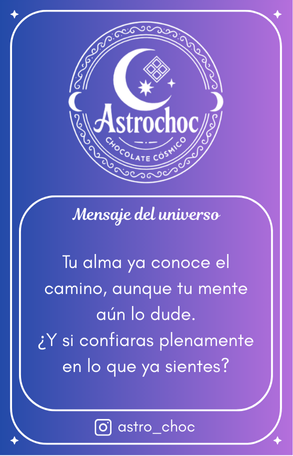 Astrochoc
CHOCOLATE CÓSMICO
Mensaje del universo
Tu alma ya conoce el
camino, aunque tu mente
aún lo dude.
¿Y si confiaras plenamente
en lo que ya sientes?
astro_choc